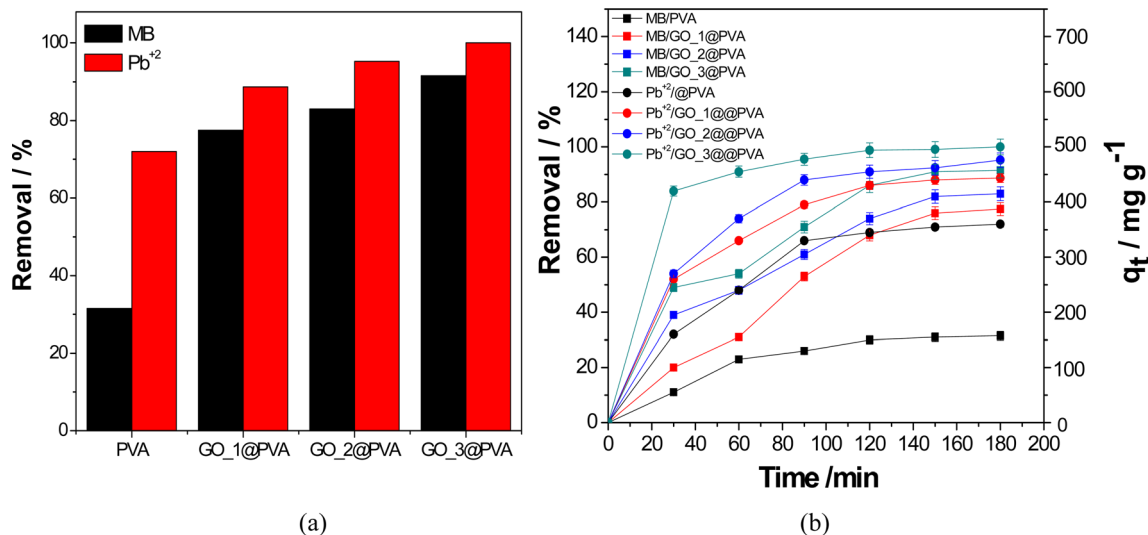 MB
Pb+2
100
80
60
40
20
0
Removal / %
PVA
GO_1@PVA
GO_2@PVA
GO_3@PVA
(a)
MB/PVA
MB/GO_1@PVA
MB/GO_2@PVA
MB/GO_3@PVA
Pb+2/@PVA
Pb+2/GO_1@@PVA
Pb+2/GO_2@@PVA
Pb+2/GO_3@@PVA
140
120
100
80
60
40
20
0
Removal / %
700
600
500
400
300
200
100
0
qt / mg g-1
0 20 40 60 80 100 120 140 160 180 200
Time /min
(b)